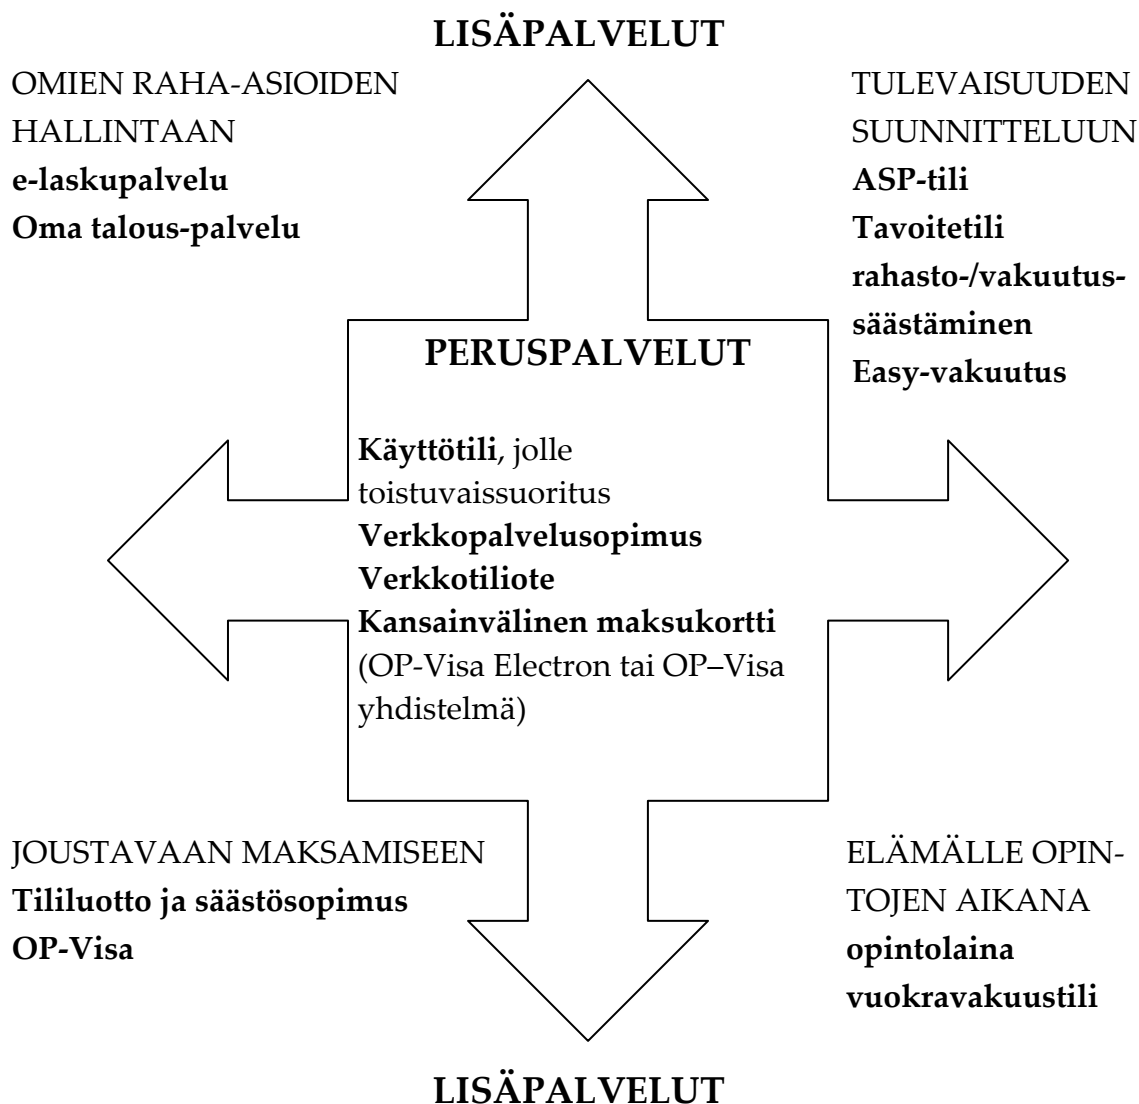 LISÄPALVELUT
OMIEN RAHA-ASIOIDEN
HALLINTAAN
e-laskupalvelu
Oma talous-palvelu
TULEVAISUUDEN
SUUNNITTELUUN
ASP-tili
Tavoitetili
rahasto-/vakuutus-
säästäminen
Easy-vakuutus
PERUSPALVELUT
Käyttötili, jolle
toistuvaissuoritus
Verkkopalvelusopimus
Verkkotiliote
Kansainvälinen maksukortti
(OP-Visa Electron tai OP–Visa
yhdistelmä)
JOUSTAVAAN MAKSAMISEEN
Tililuotto ja säästösopimus
OP-Visa
ELÄMÄLLE OPIN-
TOJEN AIKANA
opintolaina
vuokravakuustili
LISÄPALVELUT